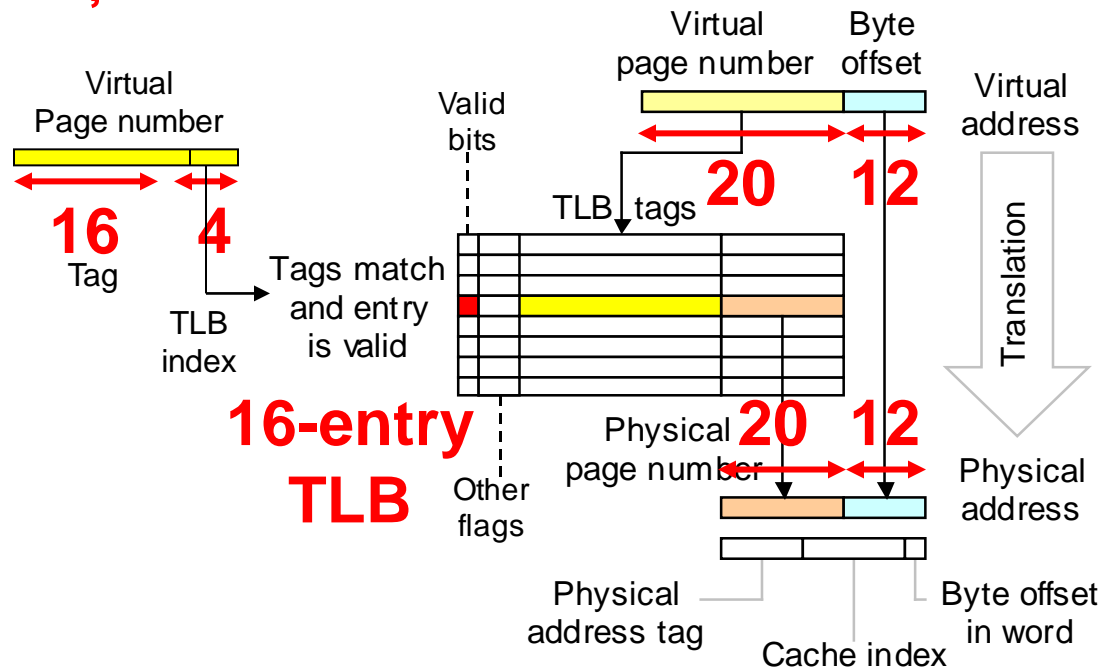 Virtual
page number
Byte
offset
Virtual
address
Virtual
Page number
Valid
bits
20
12
16
4
Tag
TLB
index
TLB tags
Tags match
and entry
is valid
Translation
16-entry
TLB
Other
flags
Physical
page number
20
12
Physical
address
Physical
address tag
Cache index
Byte offset
in word